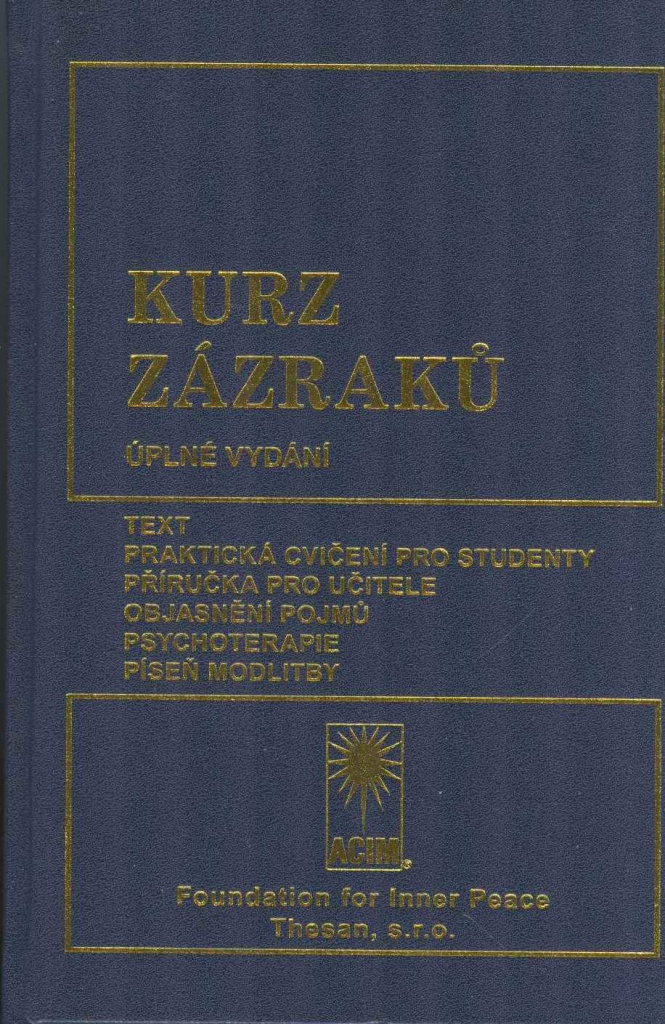 KURZ
ZÁZRAKŮ
ÚPLNÉ VYDÁNÍ
TEXT
PRAKTICKÁ CVIČENÍ PRO STUDENTY
PŘÍRUČKA PRO UČITELE
OBJASNĚNÍ POJMŮ
PSYCHOTERAPIE
PÍSEŇ MODLITBY
ACIM®
Foundation for Inner Peace
Thesan, s.r.o.